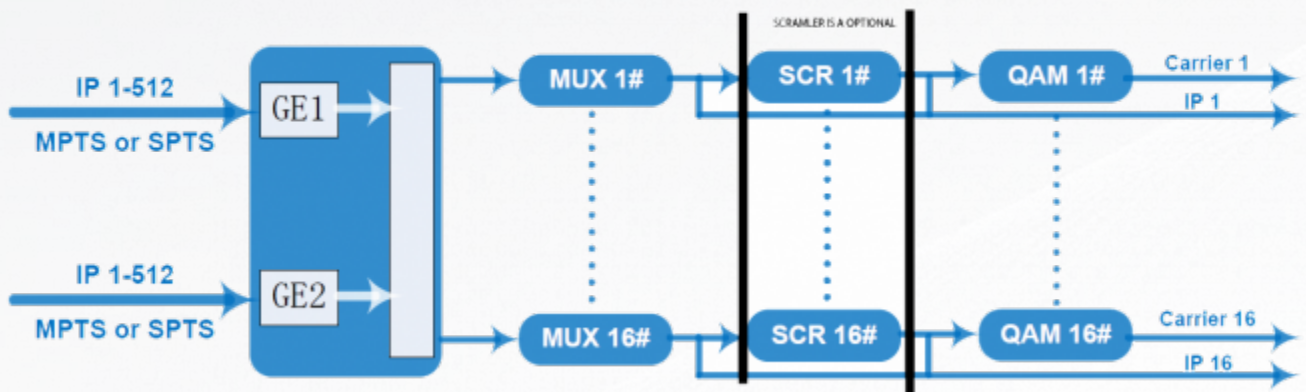 SCRAMLER IS A OPTIONAL
IP 1-512
GE1
MPTS or SPTS
MUX 1#
SCR 1#
QAM 1#
Carrier 1
IP 1
IP 1-512
GE2
MPTS or SPTS
MUX 16#
SCR 16#
QAM 16#
Carrier 16
IP 16